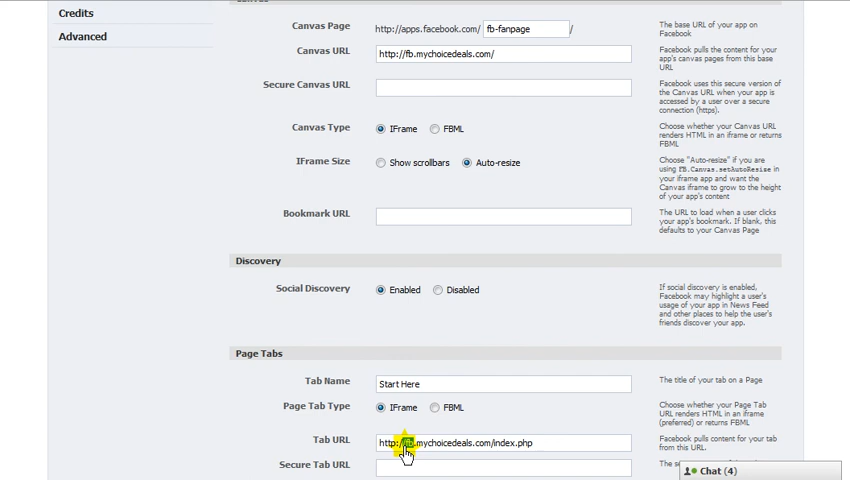 Canvas
Credits
Advanced
Canvas Page http://apps.facebook.com/ fb-fanpage /
The base URL of your app on
Facebook
Canvas URL http://fb.mychoicedeals.com/
Facebook pulls the content for your
app's canvas pages from this base
URL
Secure Canvas URL
Facebook uses this secure version of
the Canvas URL when your app is
accessed by a user over a secure
connection (https).
Canvas Type IFrame FBML
Choose whether your Canvas URL
renders HTML in an iframe or returns
FBML
IFrame Size Show scrollbars Auto-resize
Choose "Auto-resize" if you are
using FB.Canvas.setAutoResize in
your iframe app and want the
Canvas iframe to grow to the height
of your app's content
Bookmark URL
The URL to load when a user clicks
your app's bookmark. If blank, this
defaults to your Canvas Page
Discovery
Social Discovery Enabled Disabled
If social discovery is enabled,
Facebook may highlight a user's
usage of your app in News Feed
and other places to help the user's
friends discover your app.
Page Tabs
Tab Name Start Here
The title of your tab on a Page
Page Tab Type IFrame FBML
Choose whether your Page Tab
URL renders HTML in an iframe
(preferred) or returns FBML
Tab URL http://fb.mychoicedeals.com/index.php
Facebook pulls content for your tab
from this URL.
Secure Tab URL
The
Chat (4)